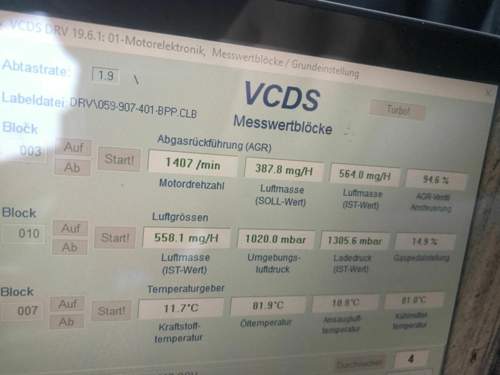 VCDS DRV 19.6.1: 01-Motorelektronik, Messwertblöcke / Grundeinstellung
Abtastrate: 1.9 \
VCDS
Turbo!
Labeldatei: DRV\059-907-401-BPP.CLB
Messwertblöcke
Block
Abgasrückführung (AGR)
003 Auf Ab Start! 1407 /min 387.8 mg/H 564.0 mg/H 94.6 %
Motordrehzahl Luftmasse (SOLL-Wert) Luftmasse (IST-Wert) AGR-Ventil Ansteuerung
Block
Luftgrössen
010 Auf Ab Start! 558.1 mg/H 1020.0 mbar 1305.6 mbar 14.9 %
Luftmasse (IST-Wert) Umgebungs-luftdruck Ladedruck (IST-Wert) Gaspedalstellung
Block
Temperaturgeber
007 Auf Ab Start! 11.7°C 81.9°C 81.0°C
Kraftstoff-temperatur Öltemperatur Ansaugluft-temperatur Kühlmittel-temperatur
4